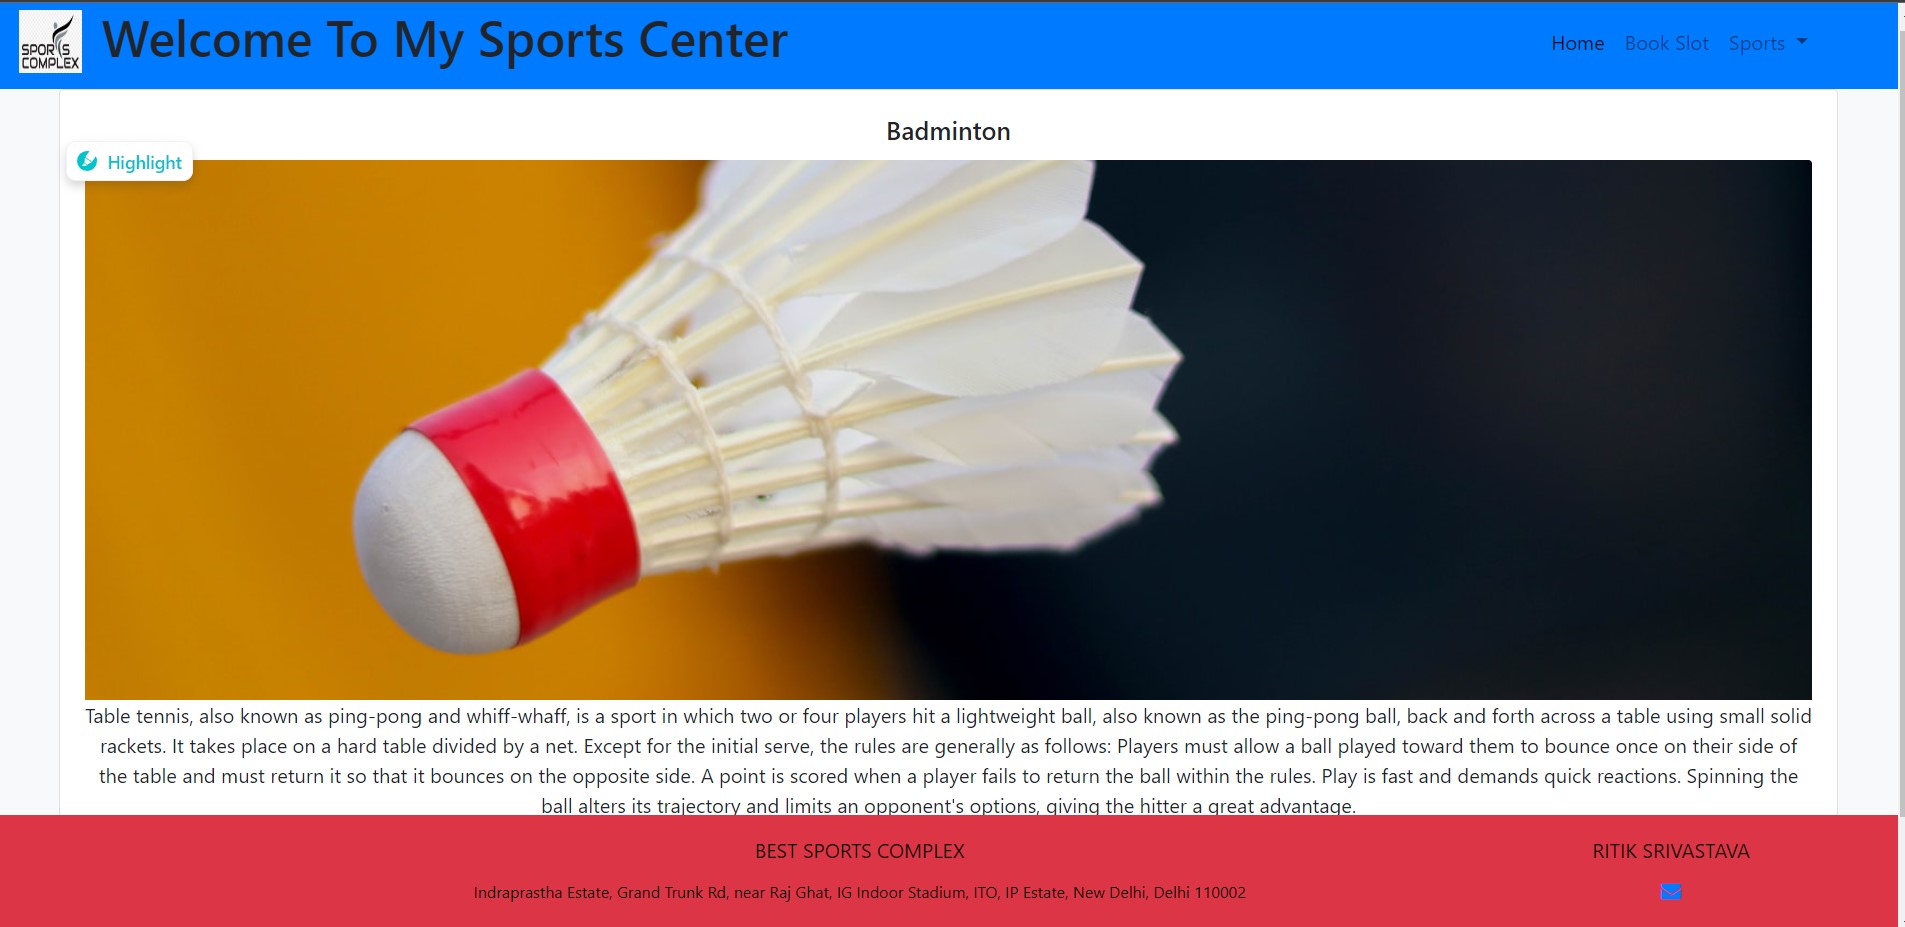 SPORTS
COMPLEX
Welcome To My Sports Center
Home Book Slot Sports
Badminton
Highlight
Table tennis, also known as ping-pong and whiff-whaff, is a sport in which two or four players hit a lightweight ball, also known as the ping-pong ball, back and forth across a table using small solid
rackets. It takes place on a hard table divided by a net. Except for the initial serve, the rules are generally as follows: Players must allow a ball played toward them to bounce once on their side of
the table and must return it so that it bounces on the opposite side. A point is scored when a player fails to return the ball within the rules. Play is fast and demands quick reactions. Spinning the
ball alters its trajectory and limits an opponent's options, giving the hitter a great advantage.
BEST SPORTS COMPLEX
RITIK SRIVASTAVA
Indraprastha Estate, Grand Trunk Rd, near Raj Ghat, IG Indoor Stadium, ITO, IP Estate, New Delhi, Delhi 110002